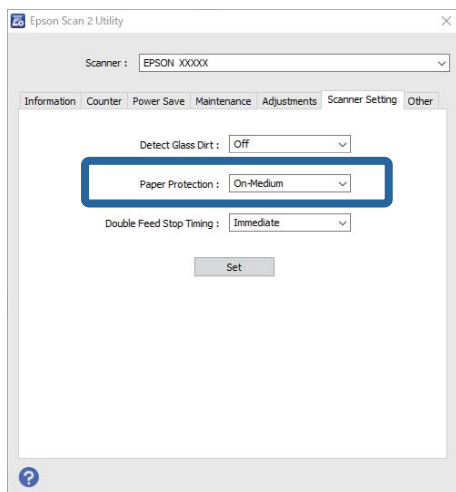 Epson Scan 2 Utility
Scanner : EPSON XXXXX
Information Counter Power Save Maintenance Adjustments Scanner Setting Other
Detect Glass Dirt : Off
Paper Protection : On-Medium
Double Feed Stop Timing : Immediate
Set
?